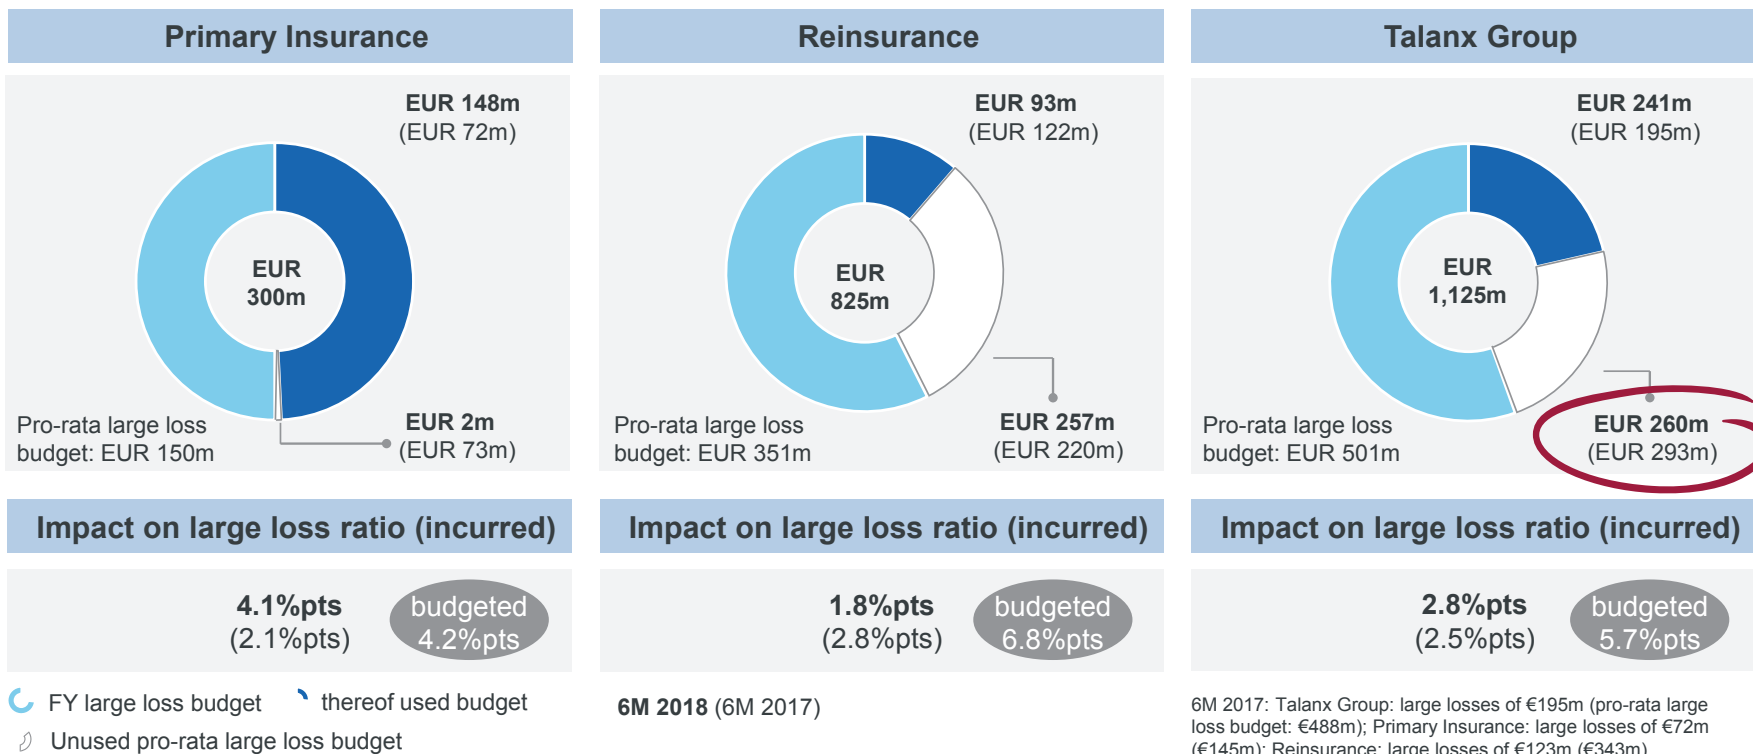 Primary Insurance
EUR 148m
(EUR 72m)
EUR
300m
Pro-rata large loss
budget: EUR 150m
EUR 2m
(EUR 73m)
Reinsurance
EUR 93m
(EUR 122m)
EUR
825m
Pro-rata large loss
budget: EUR 351m
EUR 257m
(EUR 220m)
Talanx Group
EUR 241m
(EUR 195m)
EUR
1,125m
Pro-rata large loss
budget: EUR 501m
EUR 260m
(EUR 293m)
Impact on large loss ratio (incurred)
4.1%pts
(2.1%pts)
budgeted
4.2%pts
Impact on large loss ratio (incurred)
1.8%pts
(2.8%pts)
budgeted
6.8%pts
Impact on large loss ratio (incurred)
2.8%pts
(2.5%pts)
budgeted
5.7%pts
FY large loss budget
thereof used budget
Unused pro-rata large loss budget
6M 2018 (6M 2017)
6M 2017: Talanx Group: large losses of €195m (pro-rata large
loss budget: €488m); Primary Insurance: large losses of €72m
(€145m); Reinsurance: large losses of €123m (€343m)